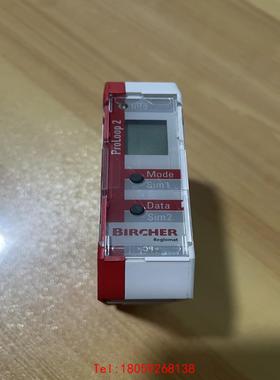 ProLoop 2
Mode
Sim1
Data
Sim2
BIRCHER
Reglomat
Tel:18059268138